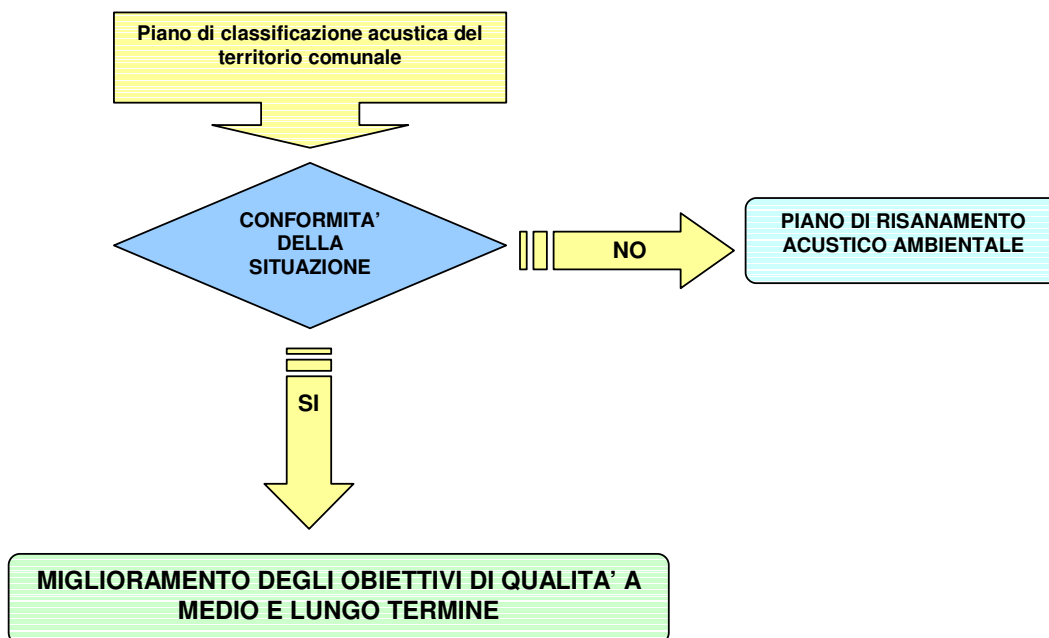 Piano di classificazione acustica del
territorio comunale
CONFORMITA’
DELLA
SITUAZIONE
NO
PIANO DI RISANAMENTO
ACUSTICO AMBIENTALE
SI
MIGLIORAMENTO DEGLI OBIETTIVI DI QUALITA’ A
MEDIO E LUNGO TERMINE